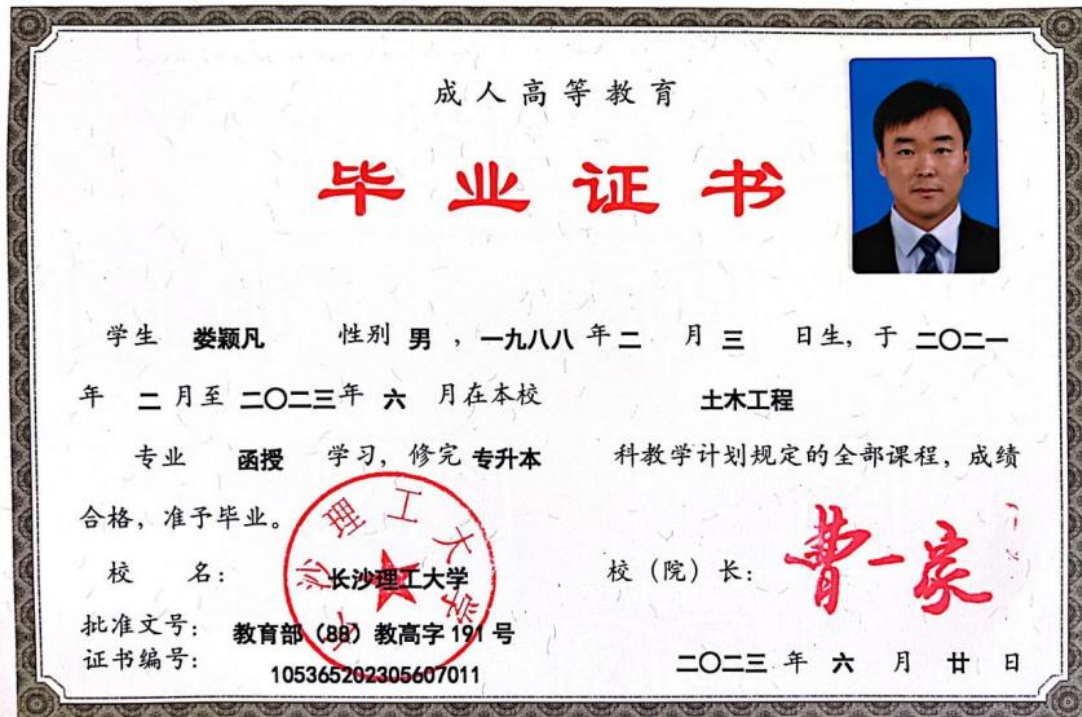 成人高等教育
毕业证书
学生 娄颖凡 性别 男 ，一九八八 年 二 月 三 日生，于 二〇二一
年 二 月至 二〇二三 年 六 月在本校 土木工程
专业 函授 学习，修完 专升本 科教学计划规定的全部课程，成绩
合格，准予毕业。
长沙理工大学
校 名： 长沙理工大学 校（院）长： 曹一家
批准文号： 教育部（88）教高字 191 号
证书编号： 105365202305607011 二〇二三 年 六 月 廿 日